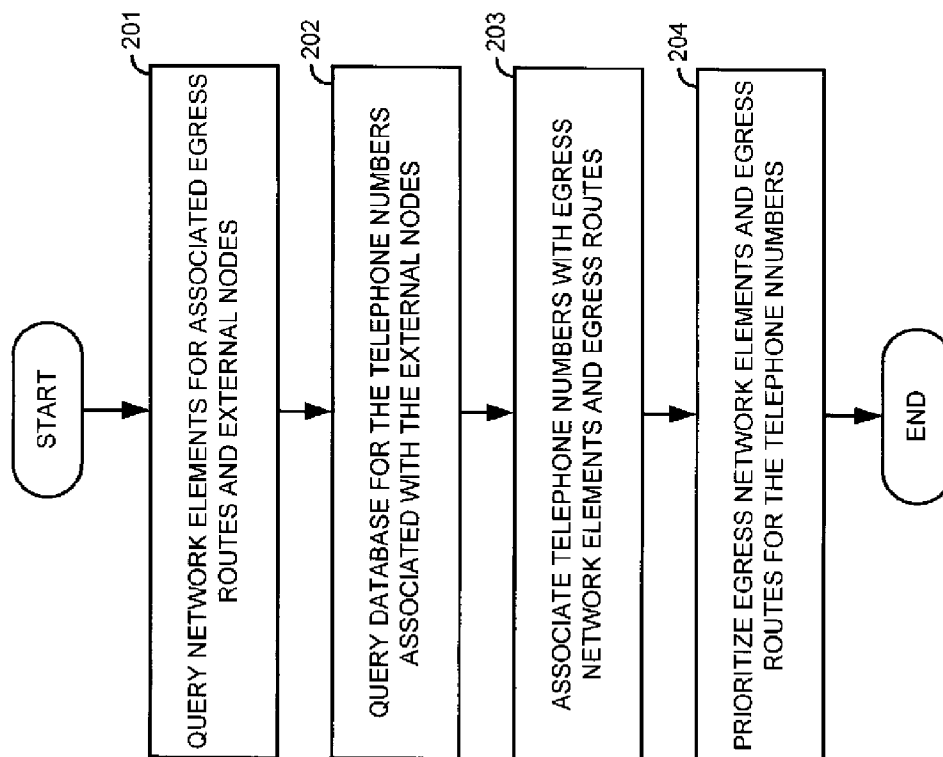 START
201
QUERY NETWORK ELEMENTS FOR ASSOCIATED EGRESS
ROUTES AND EXTERNAL NODES
202
QUERY DATABASE FOR THE TELEPHONE NUMBERS
ASSOCIATED WITH THE EXTERNAL NODES
203
ASSOCIATE TELEPHONE NUMBERS WITH EGRESS
NETWORK ELEMENTS AND EGRESS ROUTES
204
PRIORITIZE EGRESS NETWORK ELEMENTS AND EGRESS
ROUTES FOR THE TELEPHONE NNUMBERS
END